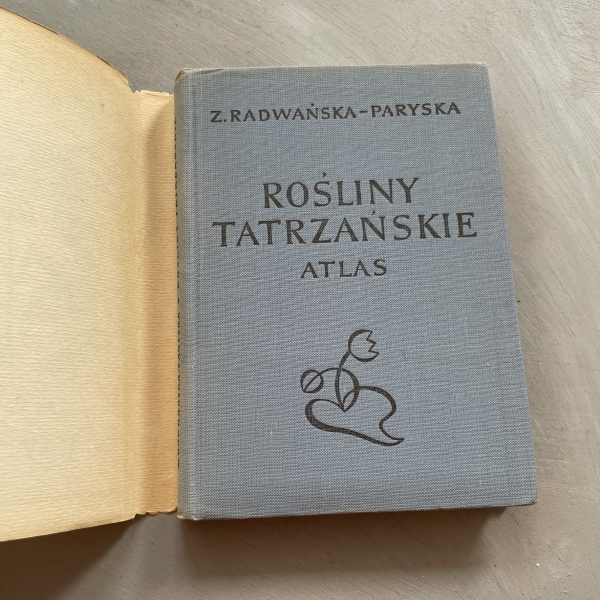 Z. RADWAŃSKA-PARYSKA
ROŚLINY
TATRZAŃSKIE
ATLAS